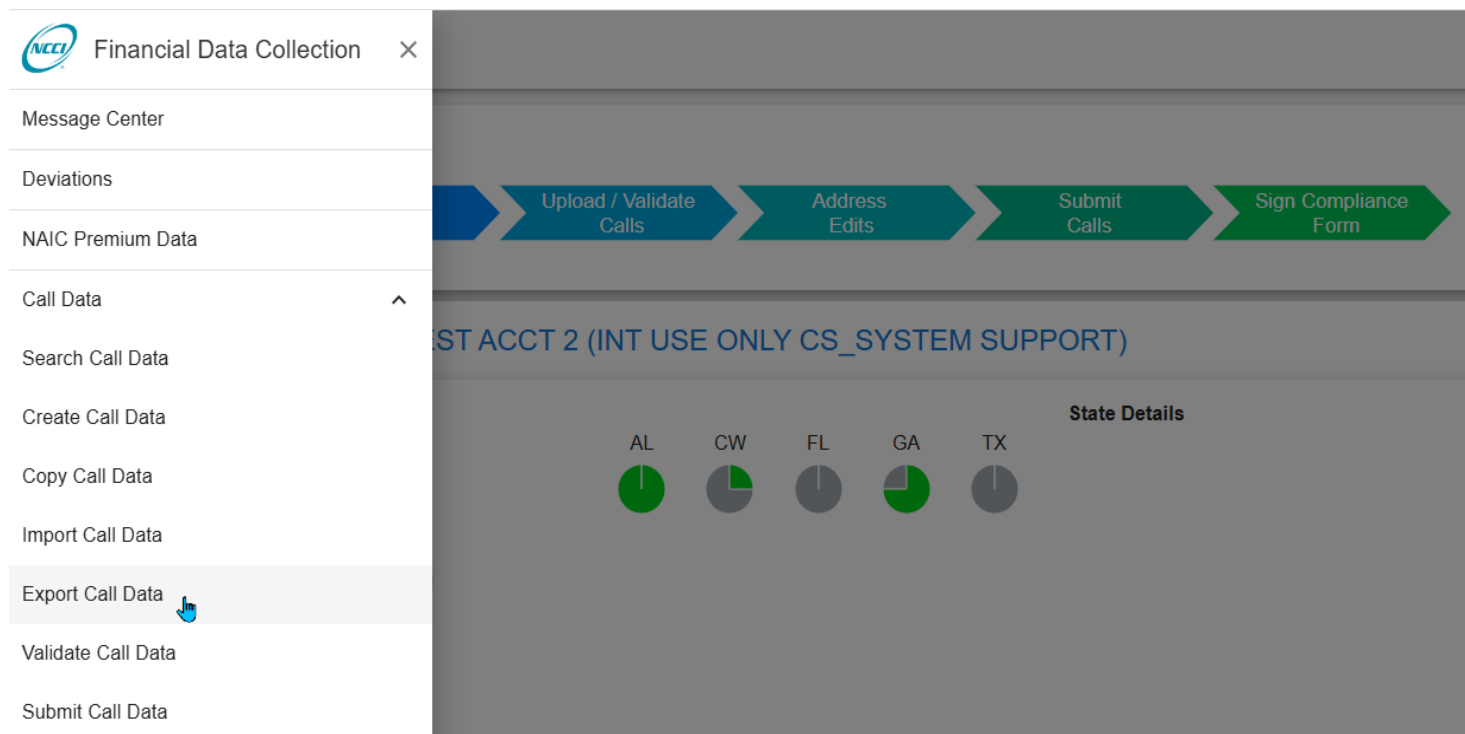 NCCI
Financial Data Collection
Message Center
Deviations
NAIC Premium Data
Call Data
Search Call Data
Create Call Data
Copy Call Data
Import Call Data
Export Call Data
Validate Call Data
Submit Call Data
Upload / Validate
Calls
Address
Edits
Submit
Calls
Sign Compliance
Form
EST ACCT 2 (INT USE ONLY CS_SYSTEM SUPPORT)
State Details
AL CW FL GA TX